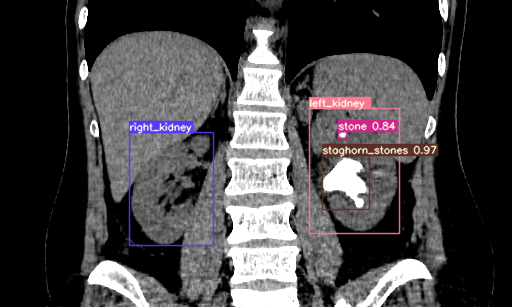 left_kidney
right_kidney
stone 0.84
staghorn_stones 0.97